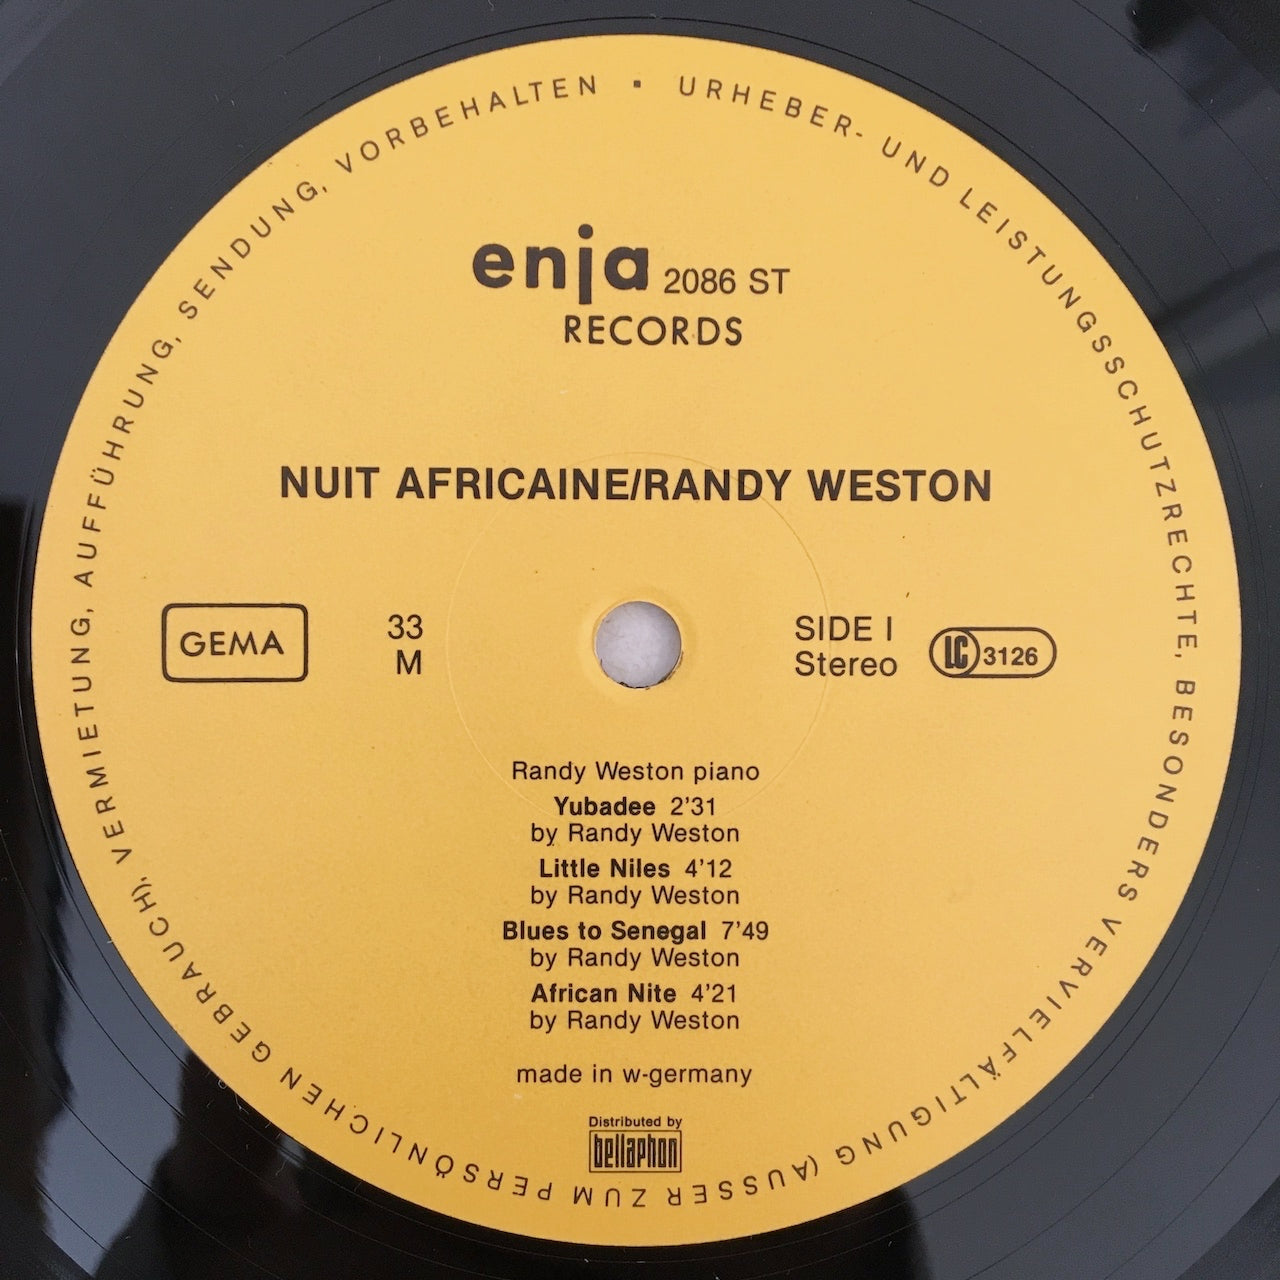 URHEBER- UND LEISTUNGSSCHUTZRECHTE, BESONDERS VERVIELFÄLTIGUNG (AUSSER ZUM PERSÖNLICHEN GEBRAUCH), VERMIETUNG, AUFFÜHRUNG, SENDUNG, VORBEHALTEN ·
enja 2086 ST
RECORDS
NUIT AFRICAINE/RANDY WESTON
GEMA
33
M
SIDE I
Stereo
LC 3126
Randy Weston piano
Yubadee 2'31
by Randy Weston
Little Niles 4'12
by Randy Weston
Blues to Senegal 7'49
by Randy Weston
African Nite 4'21
by Randy Weston
made in w-germany
Distributed by
bellaphon